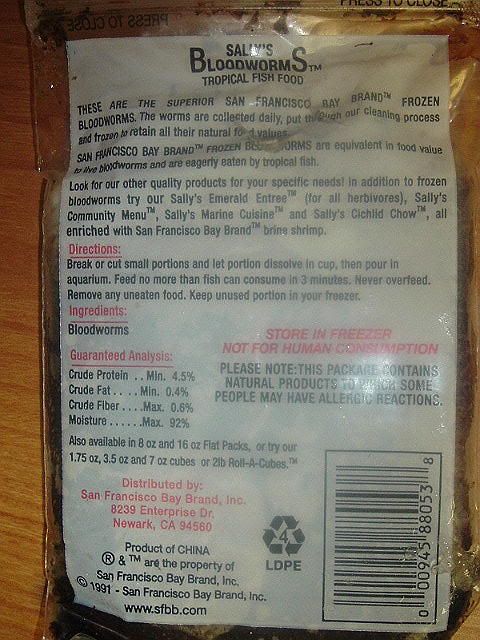 PRESS TO CLOSE
PRESS TO CLOSE
SALLY'S
BLOODWORMS™
TROPICAL FISH FOOD
THESE ARE THE SUPERIOR SAN FRANCISCO BAY BRAND™ FROZEN
BLOODWORMS. The worms are collected daily, put through our cleaning process
and frozen to retain all their natural food values.
SAN FRANCISCO BAY BRAND™ FROZEN BLOODWORMS are equivalent in food value
to live bloodworms and are eagerly eaten by tropical fish.
Look for our other quality products for your specific needs! In addition to frozen
bloodworms try our Sally's Emerald Entree™ (for all herbivores), Sally's
Community Menu™, Sally's Marine Cuisine™ and Sally's Cichlid Chow™, all
enriched with San Francisco Bay Brand™ brine shrimp.
Directions:
Break or cut small portions and let portion dissolve in cup, then pour in
aquarium. Feed no more than fish can consume in 3 minutes. Never overfeed.
Remove any uneaten food. Keep unused portion in your freezer.
Ingredients:
Bloodworms
STORE IN FREEZER
NOT FOR HUMAN CONSUMPTION
Guaranteed Analysis:
Crude Protein .. Min. 4.5%
Crude Fat.... Min. 0.4%
Crude Fiber....Max. 0.6%
Moisture ......Max. 92%
PLEASE NOTE:THIS PACKAGE CONTAINS
NATURAL PRODUCTS TO WHICH SOME
PEOPLE MAY HAVE ALLERGIC REACTIONS.
Also available in 8 oz and 16 oz Flat Packs, or try our
1.75 oz, 3.5 oz and 7 oz cubes or 2lb Roll-A-Cubes.™
Distributed by:
San Francisco Bay Brand, Inc.
8239 Enterprise Dr.
Newark, CA 94560
Product of CHINA
® & ™ are the property of
San Francisco Bay Brand, Inc.
© 1991 - San Francisco Bay Brand, Inc.
www.sfbb.com
4
LDPE
0 00945 88053 8